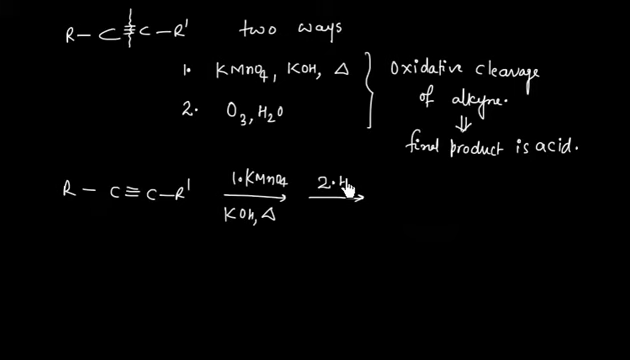 R - C ≡ C - R' two ways
1. KMnO4, KOH, Δ
2. O3, H2O
Oxidative cleavage
of alkyne.
⇓
final product is acid.
R - C ≡ C - R' 1. KMnO4 2. H
KOH, Δ